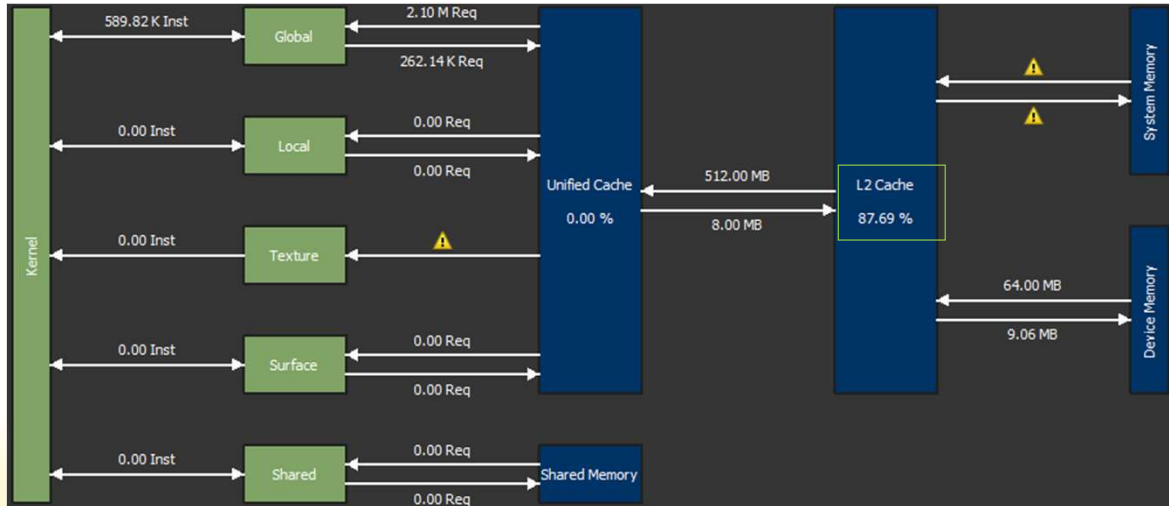 Kernel
589.82 K Inst
Global
2.10 M Req
262.14 K Req
0.00 Inst
Local
0.00 Req
0.00 Req
0.00 Inst
Texture
0.00 Inst
Surface
0.00 Req
0.00 Req
0.00 Inst
Shared
0.00 Req
0.00 Req
Unified Cache
0.00 %
Shared Memory
512.00 MB
8.00 MB
L2 Cache
87.69 %
64.00 MB
9.06 MB
System Memory
Device Memory